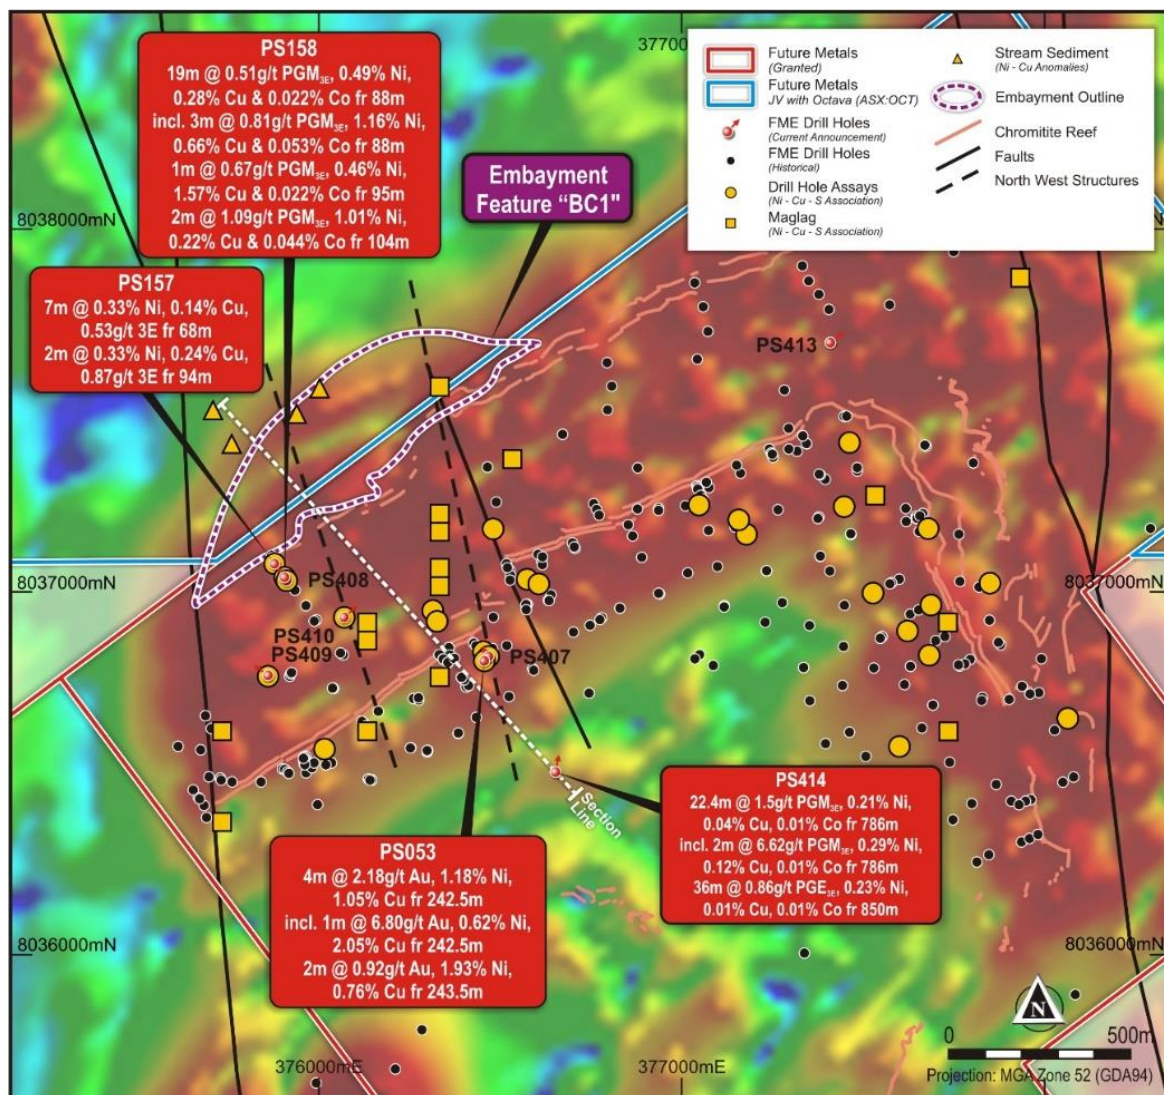 PS158
19m @ 0.51g/t PGM3E, 0.49% Ni,
0.28% Cu & 0.022% Co fr 88m
incl. 3m @ 0.81g/t PGM3E, 1.16% Ni,
0.66% Cu & 0.053% Co fr 88m
1m @ 0.67g/t PGM3E, 0.46% Ni,
1.57% Cu & 0.022% Co fr 95m
2m @ 1.09g/t PGM3E, 1.01% Ni,
0.22% Cu & 0.044% Co fr 104m
Embayment
Feature “BC1"
Future Metals
(Granted)
Future Metals
JV with Octava (ASX:OCT)
FME Drill Holes
(Current Announcement)
FME Drill Holes
(Historical)
Drill Hole Assays
(Ni - Cu - S Association)
Maglag
(Ni - Cu - S Association)
Stream Sediment
(Ni - Cu Anomalies)
Embayment Outline
Chromitite Reef
Faults
North West Structures
8038000mN
PS157
7m @ 0.33% Ni, 0.14% Cu,
0.53g/t 3E fr 68m
2m @ 0.33% Ni, 0.24% Cu,
0.87g/t 3E fr 94m
PS413
8037000mN
8037000mN
PS408
PS410
PS409
PS407
Section
Line
PS053
4m @ 2.18g/t Au, 1.18% Ni,
1.05% Cu fr 242.5m
incl. 1m @ 6.80g/t Au, 0.62% Ni,
2.05% Cu fr 242.5m
2m @ 0.92g/t Au, 1.93% Ni,
0.76% Cu fr 243.5m
PS414
22.4m @ 1.5g/t PGM3E, 0.21% Ni,
0.04% Cu, 0.01% Co fr 786m
incl. 2m @ 6.62g/t PGM3E, 0.29% Ni,
0.12% Cu, 0.01% Co fr 786m
36m @ 0.86g/t PGE3E, 0.23% Ni,
0.01% Cu, 0.01% Co fr 850m
8036000mN
8036000mN
N
0 500m
376000mE
377000mE
Projection: MGA Zone 52 (GDA94)